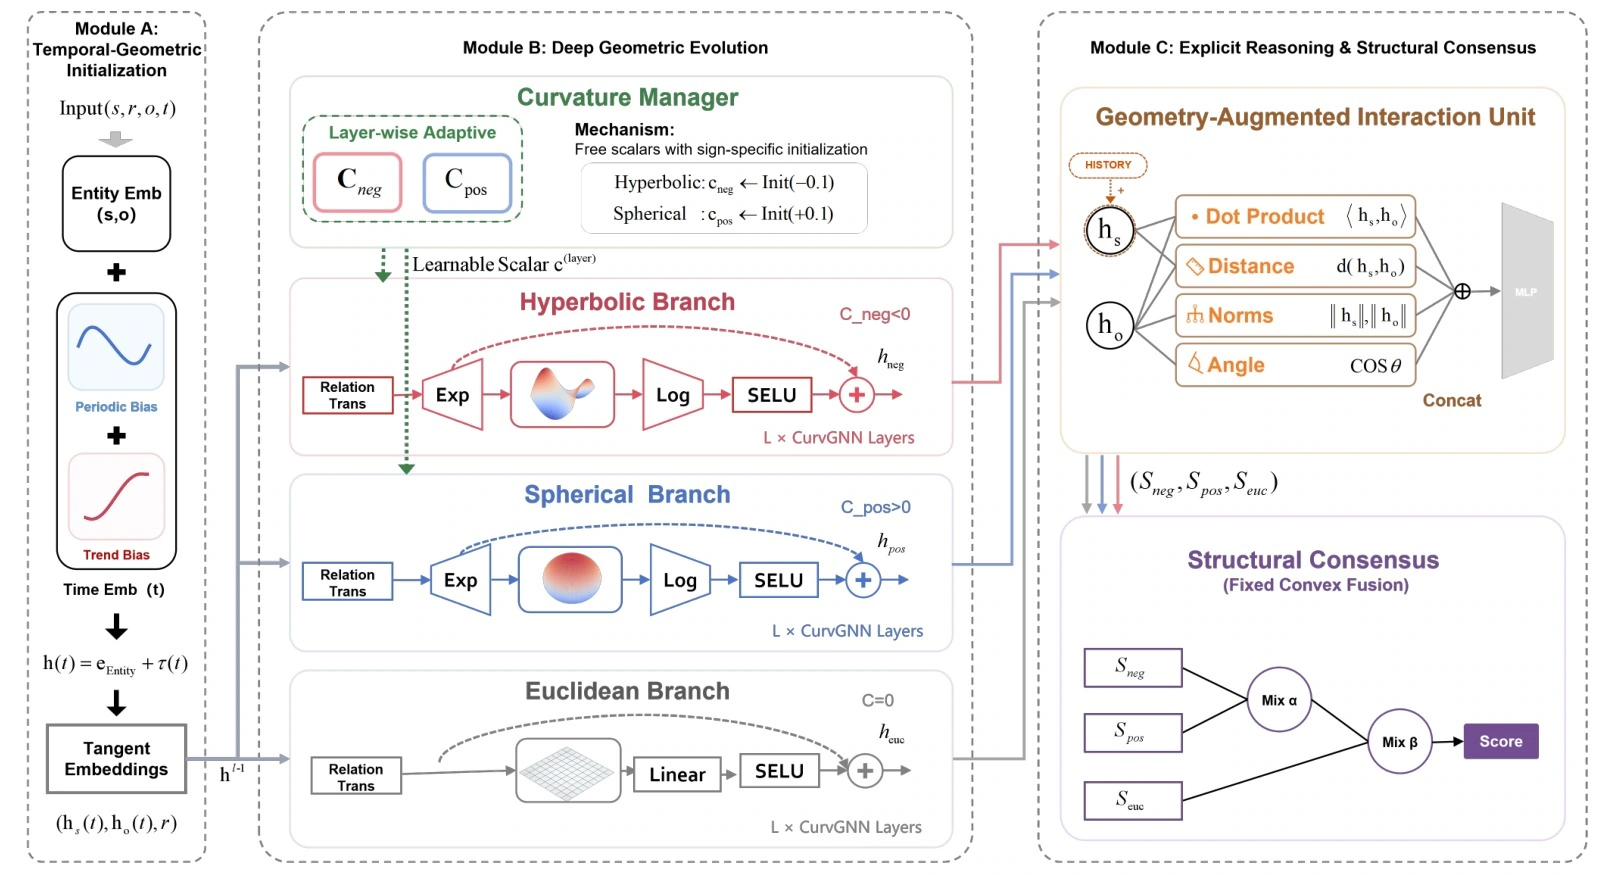 Module A:
Temporal-Geometric
Initialization
Input(s,r,o,t)
Entity Emb
(s,o)
+
Periodic Bias
+
Trend Bias
Time Emb (t)
h(t) = e_Entity + τ(t)
Tangent
Embeddings
(h_s(t),h_o(t),r)
h^{l-1}
Module B: Deep Geometric Evolution
Curvature Manager
Layer-wise Adaptive
C_neg
C_pos
Mechanism:
Free scalars with sign-specific initialization
Hyperbolic: c_neg ← Init(−0.1)
Spherical : c_pos ← Init(+0.1)
Learnable Scalar c^(layer)
Hyperbolic Branch
C_neg<0
h_neg
Relation
Trans
Exp
Log
SELU
+
L × CurvGNN Layers
Spherical Branch
C_pos>0
h_pos
Relation
Trans
Exp
Log
SELU
+
L × CurvGNN Layers
Euclidean Branch
C=0
h_euc
Relation
Trans
Linear
SELU
+
L × CurvGNN Layers
Module C: Explicit Reasoning & Structural Consensus
Geometry-Augmented Interaction Unit
HISTORY
+
h_s
h_o
• Dot Product ⟨h_s,h_o⟩
Distance d( h_s,h_o)
Norms ‖h_s‖,‖h_o‖
Angle COS θ
⊕
MLP
Concat
(S_neg, S_pos, S_euc)
Structural Consensus
(Fixed Convex Fusion)
S_neg
S_pos
S_euc
Mix α
Mix β
Score